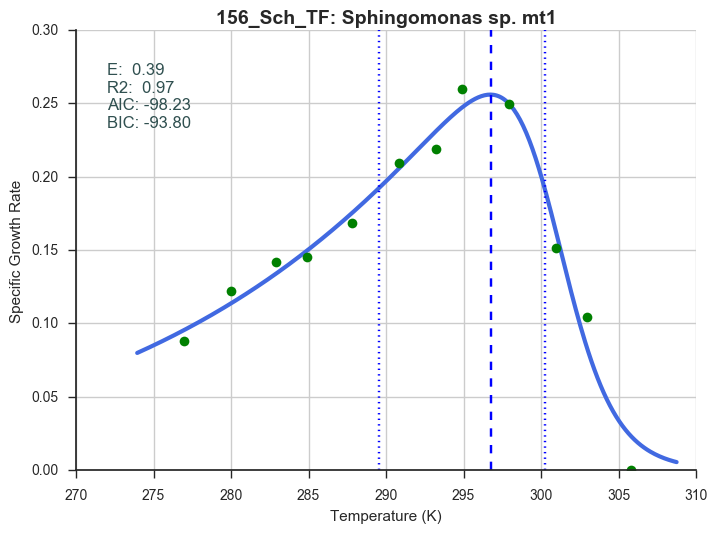 156_Sch_TF: Sphingomonas sp. mt1
0.30
E:  0.39
R2:  0.97
AIC: -98.23
BIC: -93.80
0.25
0.20
0.15
0.10
0.05
0.00
Specific Growth Rate
270 275 280 285 290 295 300 305 310
Temperature (K)